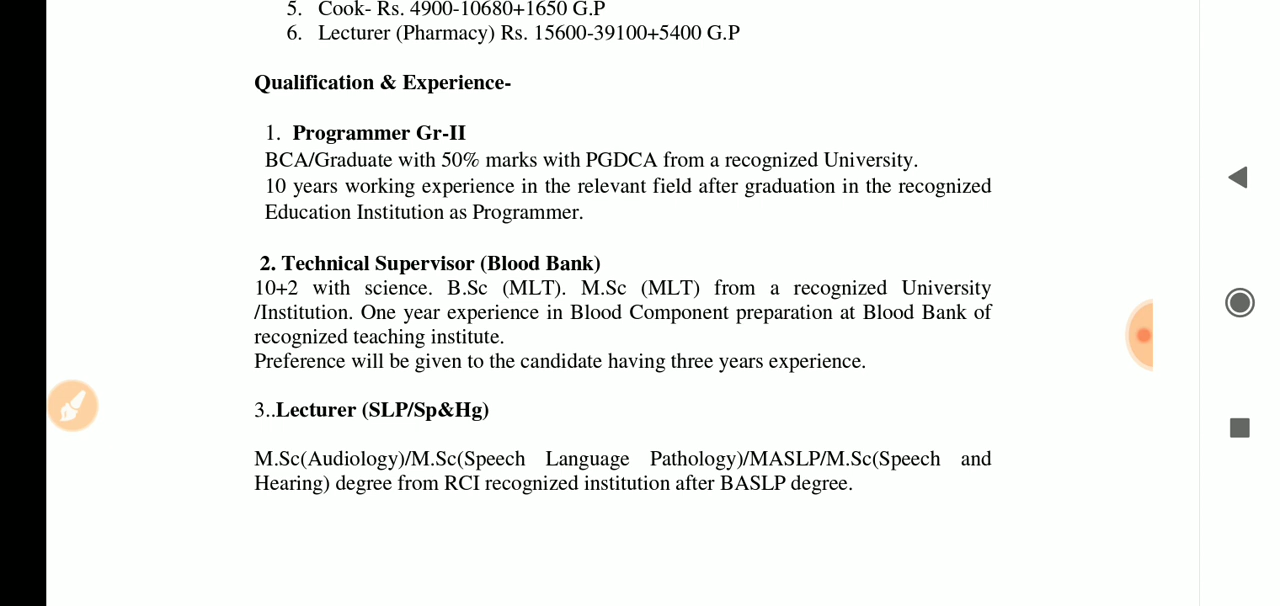 5. Cook- Rs. 4900-10680+1650 G.P
6. Lecturer (Pharmacy) Rs. 15600-39100+5400 G.P
Qualification & Experience-
1. Programmer Gr-II
BCA/Graduate with 50% marks with PGDCA from a recognized University.
10 years working experience in the relevant field after graduation in the recognized
Education Institution as Programmer.
2. Technical Supervisor (Blood Bank)
10+2 with science. B.Sc (MLT). M.Sc (MLT) from a recognized University
/Institution. One year experience in Blood Component preparation at Blood Bank of
recognized teaching institute.
Preference will be given to the candidate having three years experience.
3..Lecturer (SLP/Sp&Hg)
M.Sc(Audiology)/M.Sc(Speech Language Pathology)/MASLP/M.Sc(Speech and
Hearing) degree from RCI recognized institution after BASLP degree.